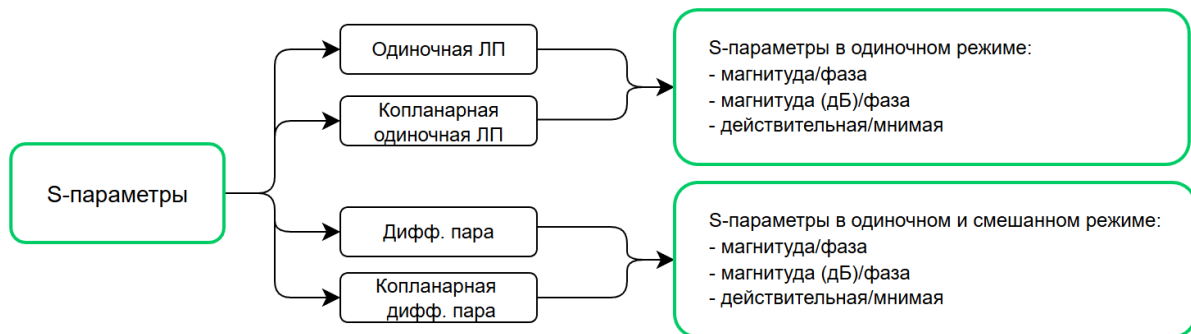 S-параметры
Одиночная ЛП
Копланарная
одиночная ЛП
Дифф. пара
Копланарная
дифф. пара
S-параметры в одиночном режиме:
- магнитуда/фаза
- магнитуда (дБ)/фаза
- действительная/мнимая
S-параметры в одиночном и смешанном режиме:
- магнитуда/фаза
- магнитуда (дБ)/фаза
- действительная/мнимая